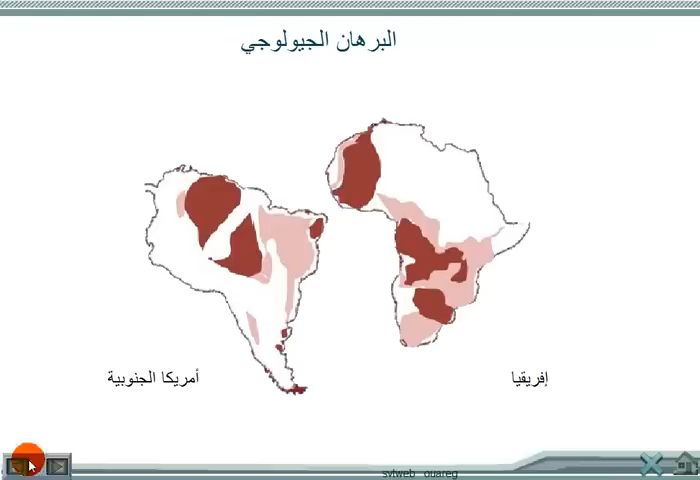 البرهان الجيولوجي
أمريكا الجنوبية
إفريقيا
svtweb ouareg